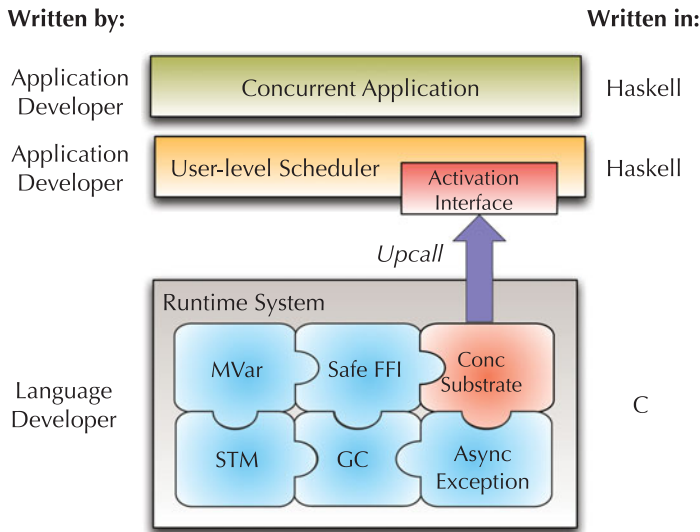 Written by:
Written in:
Application
Developer
Concurrent Application
Haskell
Application
Developer
User-level Scheduler
Activation
Interface
Haskell
Upcall
Runtime System
MVar
Safe FFI
Conc
Substrate
Language
Developer
C
STM
GC
Async
Exception